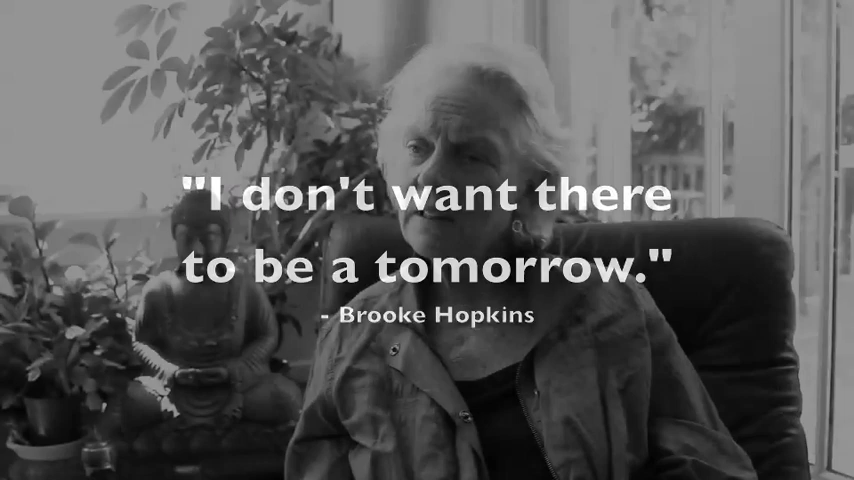 "I don't want there
to be a tomorrow."
- Brooke Hopkins